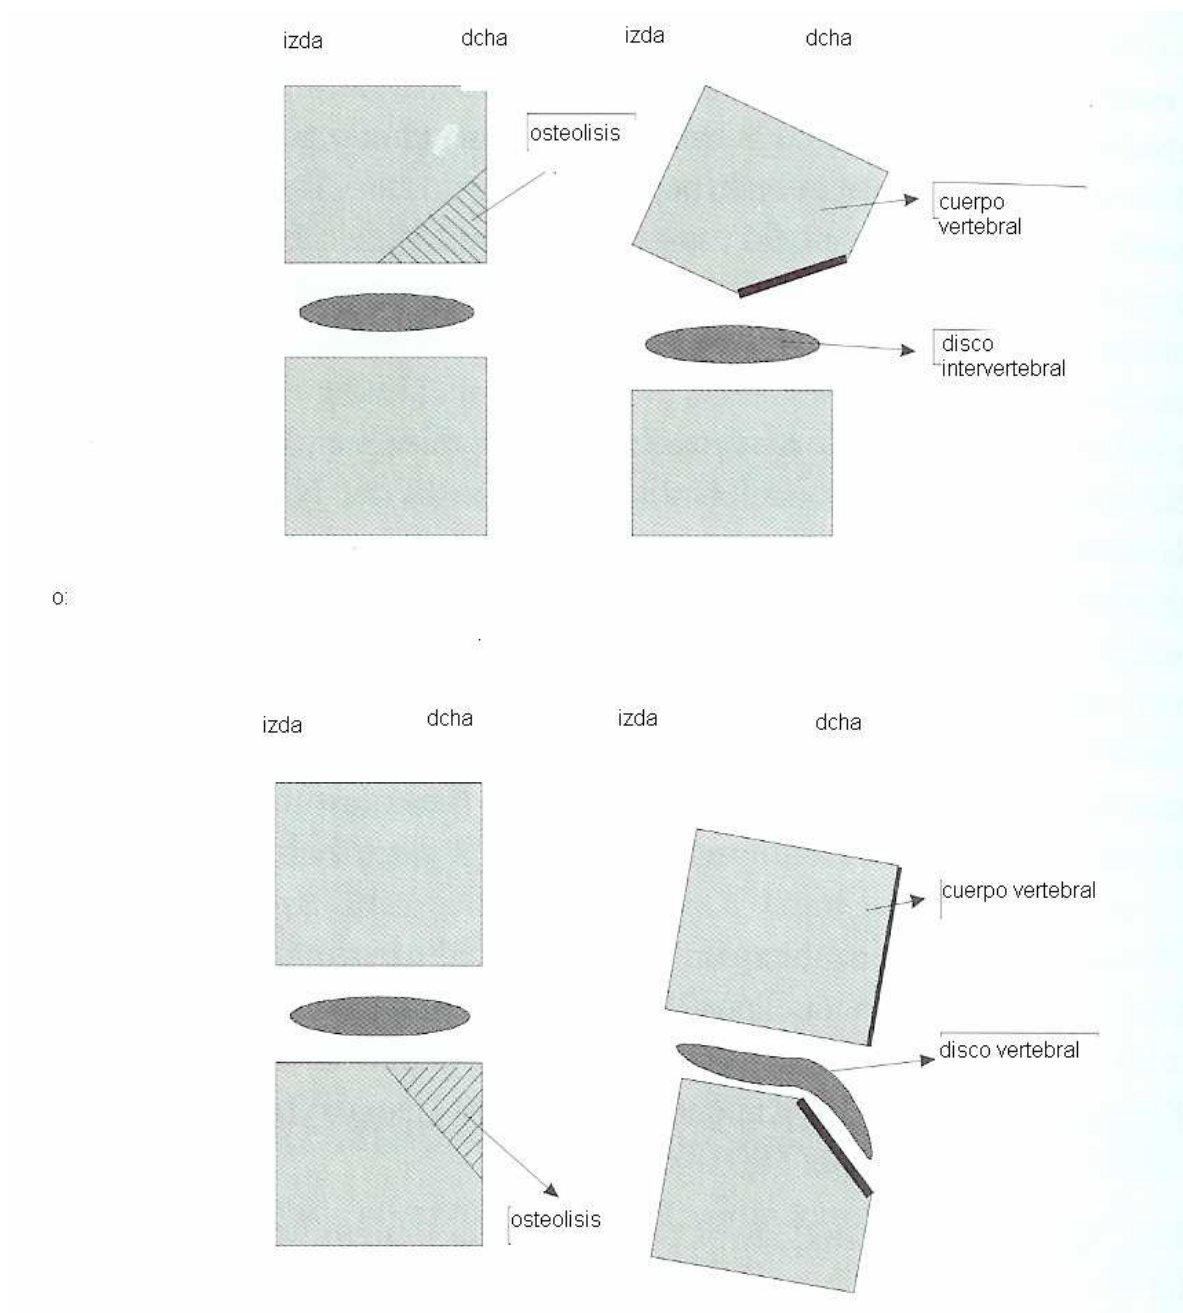 izda dcha izda dcha
osteolisis
cuerpo
vertebral
disco
intervertebral
o:
izda dcha izda dcha
cuerpo vertebral
disco vertebral
osteolisis